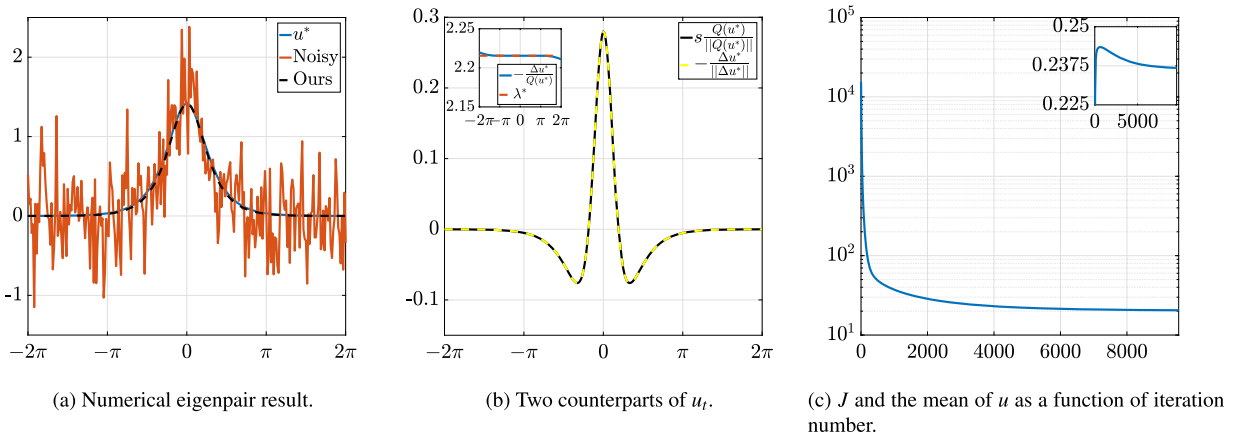 2
1
0
-1
−2π
−π
0
π
2π
u*
Noisy
Ours
(a) Numerical eigenpair result.
0.3
0.2
0.1
0
-0.1
−2π
−π
0
π
2π
2.25
2.2
2.15
−2π
−π
0
π
2π
− Δu* / Q(u*)
λ*
s Q(u*) / ||Q(u*)||
− Δu* / ||Δu*||
(b) Two counterparts of u_t.
10^5
10^4
10^3
10^2
10^1
0
2000
4000
6000
8000
0.25
0.2375
0.225
0
5000
(c) J and the mean of u as a function of iteration
number.